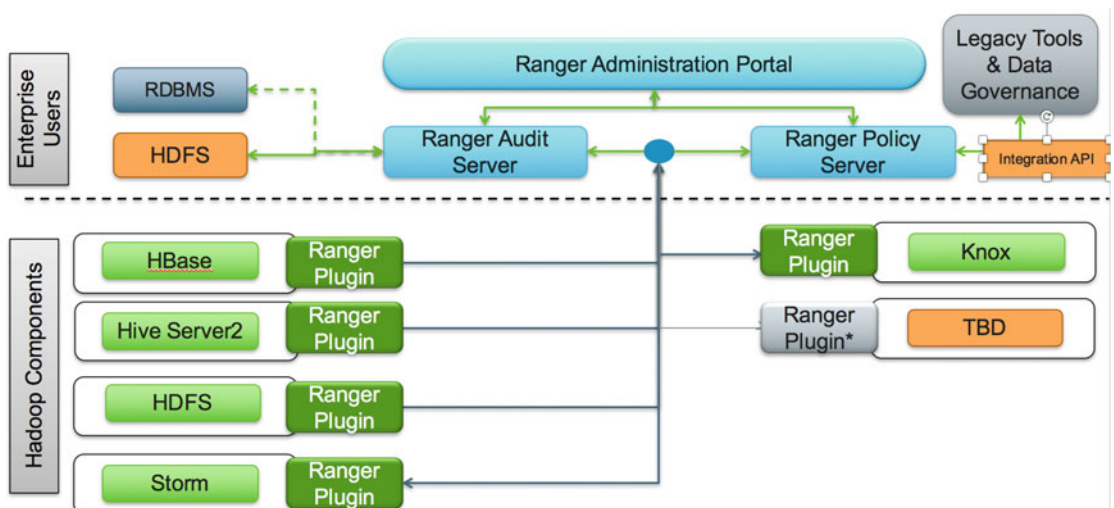 Enterprise
Users
RDBMS
HDFS
Ranger Administration Portal
Ranger Audit
Server
Ranger Policy
Server
Legacy Tools
& Data
Governance
Integration API
Hadoop Components
HBase
Ranger
Plugin
Hive Server2
Ranger
Plugin
HDFS
Ranger
Plugin
Storm
Ranger
Plugin
Ranger
Plugin
Knox
Ranger
Plugin*
TBD